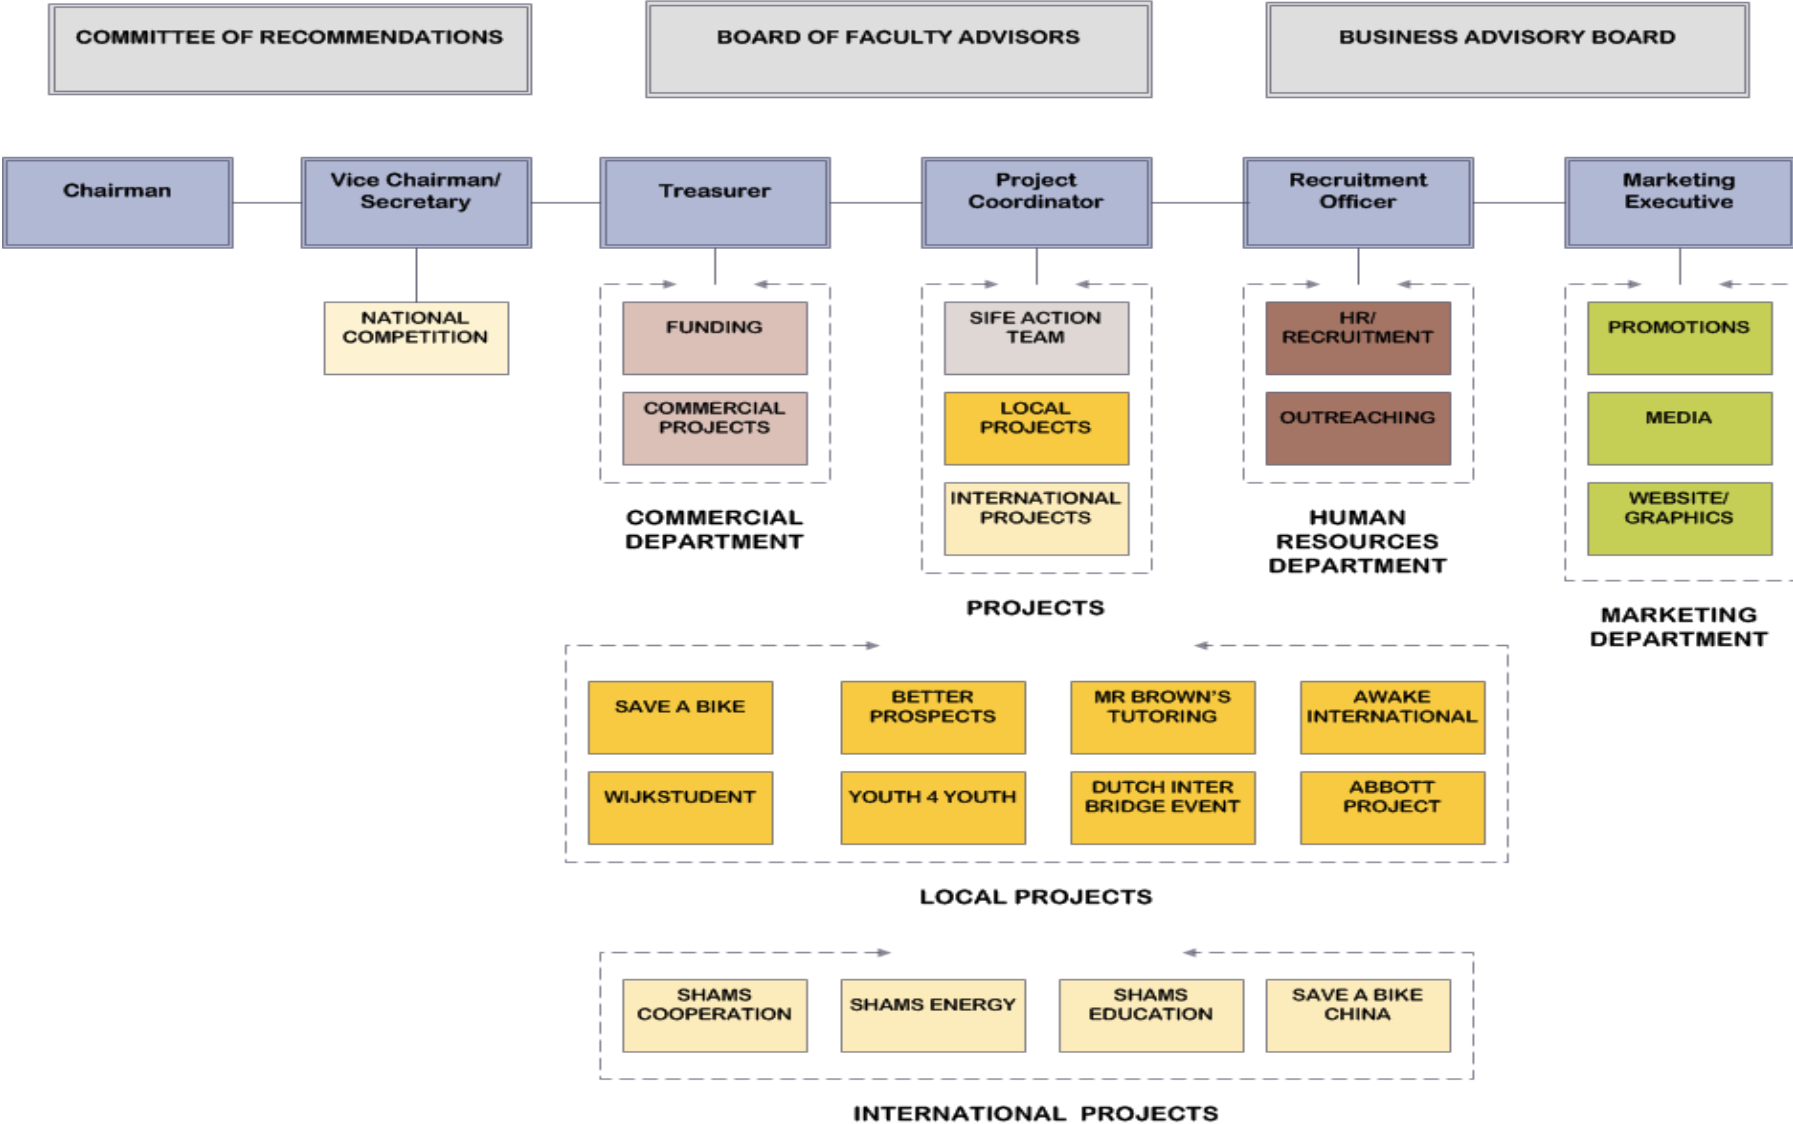 COMMITTEE OF RECOMMENDATIONS
BOARD OF FACULTY ADVISORS
BUSINESS ADVISORY BOARD
Chairman
Vice Chairman/
Secretary
Treasurer
Project
Coordinator
Recruitment
Officer
Marketing
Executive
NATIONAL
COMPETITION
FUNDING
COMMERCIAL
PROJECTS
COMMERCIAL
DEPARTMENT
SIFE ACTION
TEAM
LOCAL
PROJECTS
INTERNATIONAL
PROJECTS
PROJECTS
HR/
RECRUITMENT
OUTREACHING
HUMAN
RESOURCES
DEPARTMENT
PROMOTIONS
MEDIA
WEBSITE/
GRAPHICS
MARKETING
DEPARTMENT
SAVE A BIKE
BETTER
PROSPECTS
MR BROWN'S
TUTORING
AWAKE
INTERNATIONAL
WIJKSTUDENT
YOUTH 4 YOUTH
DUTCH INTER
BRIDGE EVENT
ABBOTT
PROJECT
LOCAL PROJECTS
SHAMS
COOPERATION
SHAMS ENERGY
SHAMS
EDUCATION
SAVE A BIKE
CHINA
INTERNATIONAL PROJECTS